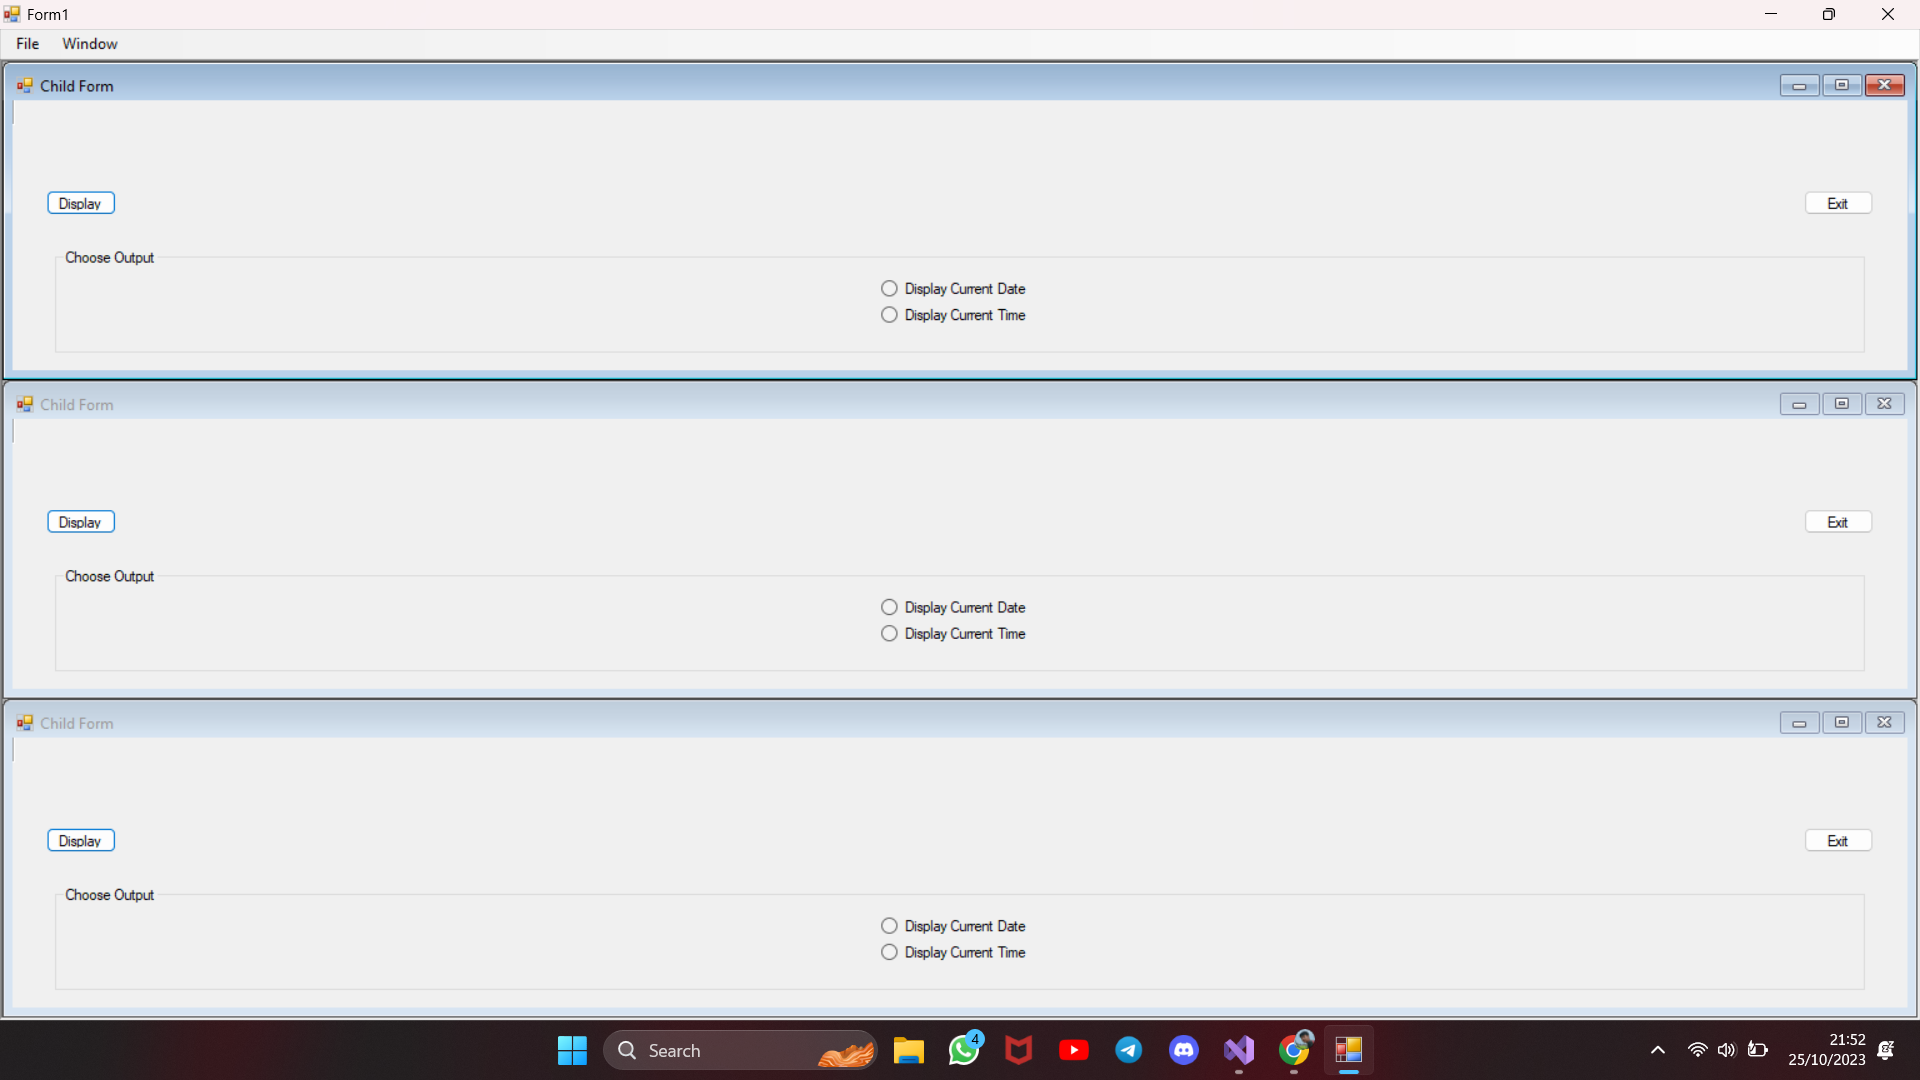 Form1
File Window
Child Form
Display Exit
Choose Output
Display Current Date
Display Current Time
Child Form
Display Exit
Choose Output
Display Current Date
Display Current Time
Child Form
Display Exit
Choose Output
Display Current Date
Display Current Time
Search
4
21:52
25/10/2023